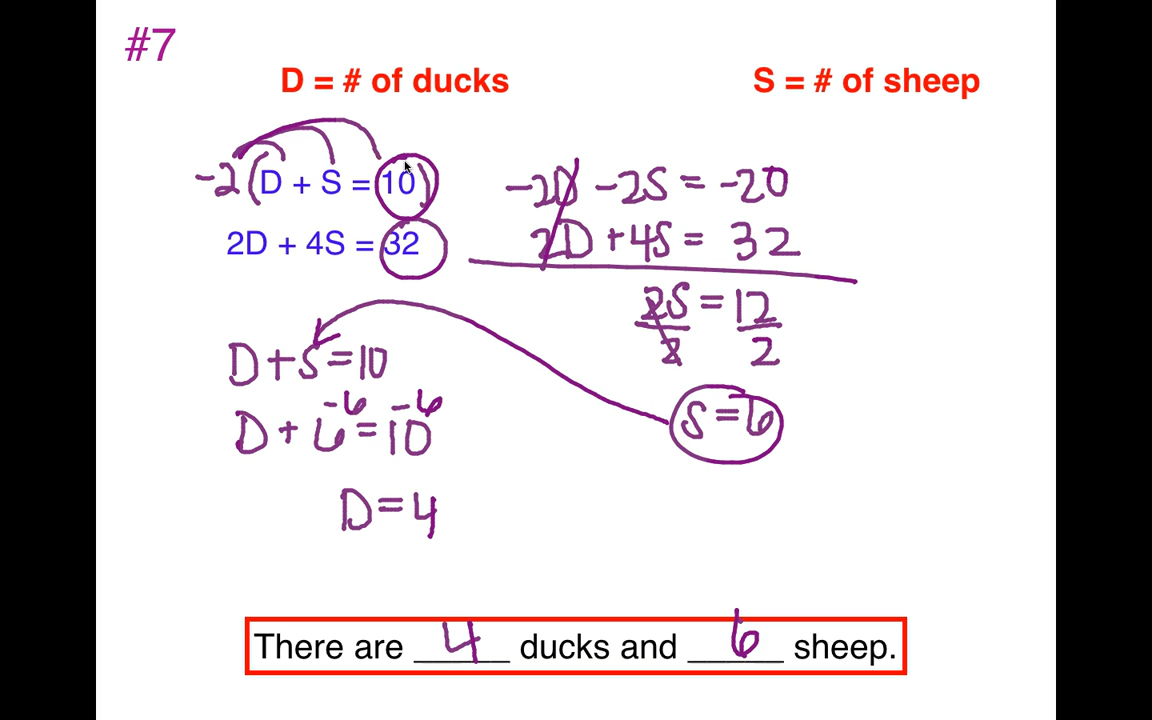 #7
D = # of ducks
S = # of sheep
-2(D + S = 10)
2D + 4S = 32
-2D -2S = -20
2D +4S = 32
2S = 12
2 2
S=6
D+S=10
-6 -6
D+6=10
D=4
There are 4 ducks and 6 sheep.